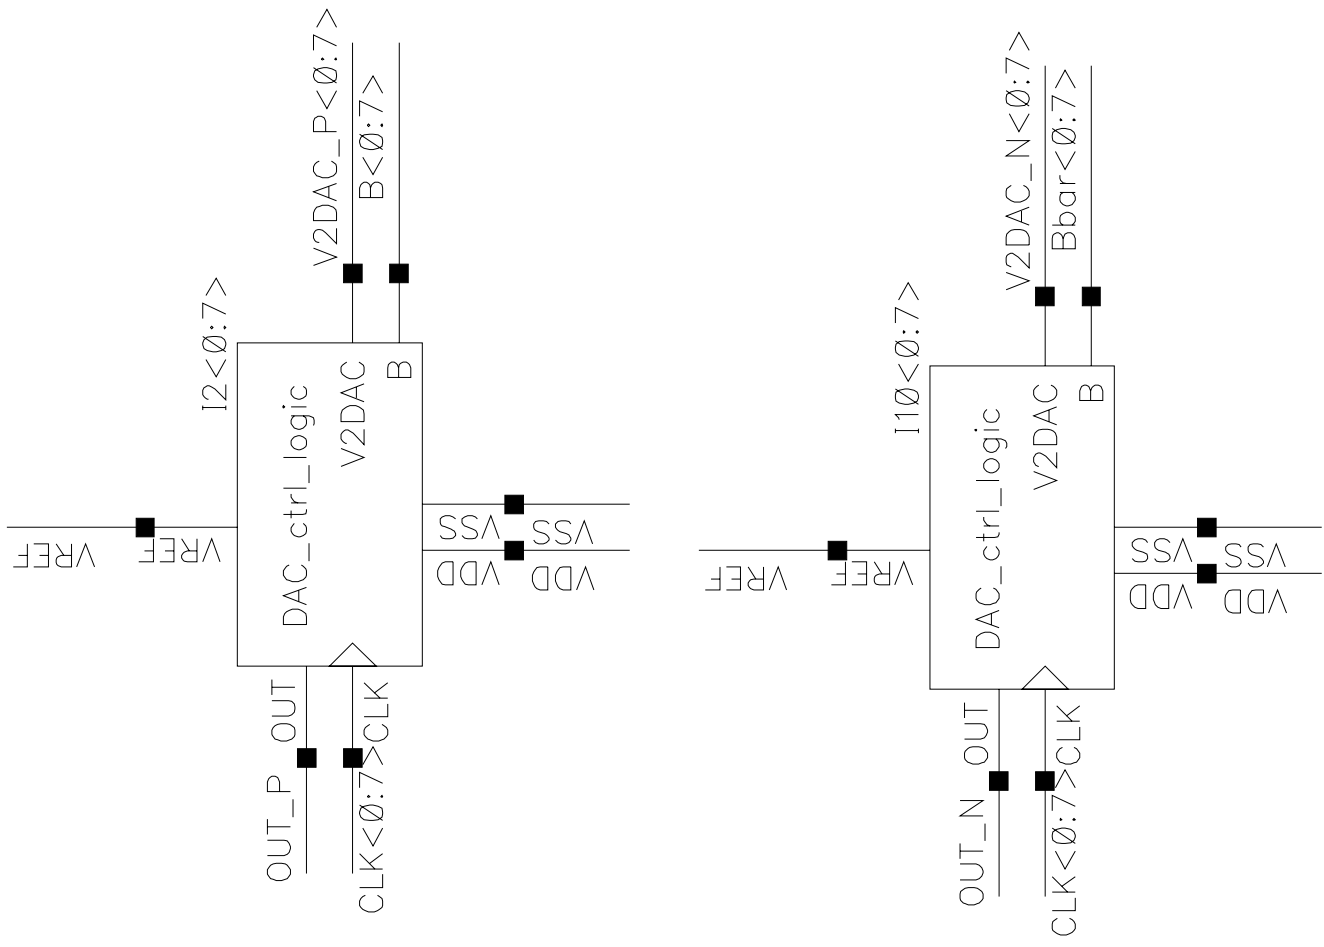 V2DAC_P<0:7>
B<0:7>
I2<0:7>
DAC_ctrl_logic
V2DAC
B
VREF
VREF
VSS
VSS
VDD
VDD
OUT
CLK
OUT_P
CLK<0:7>
V2DAC_N<0:7>
Bbar<0:7>
I10<0:7>
DAC_ctrl_logic
V2DAC
B
VREF
VREF
VSS
VSS
VDD
VDD
OUT
CLK
OUT_N
CLK<0:7>